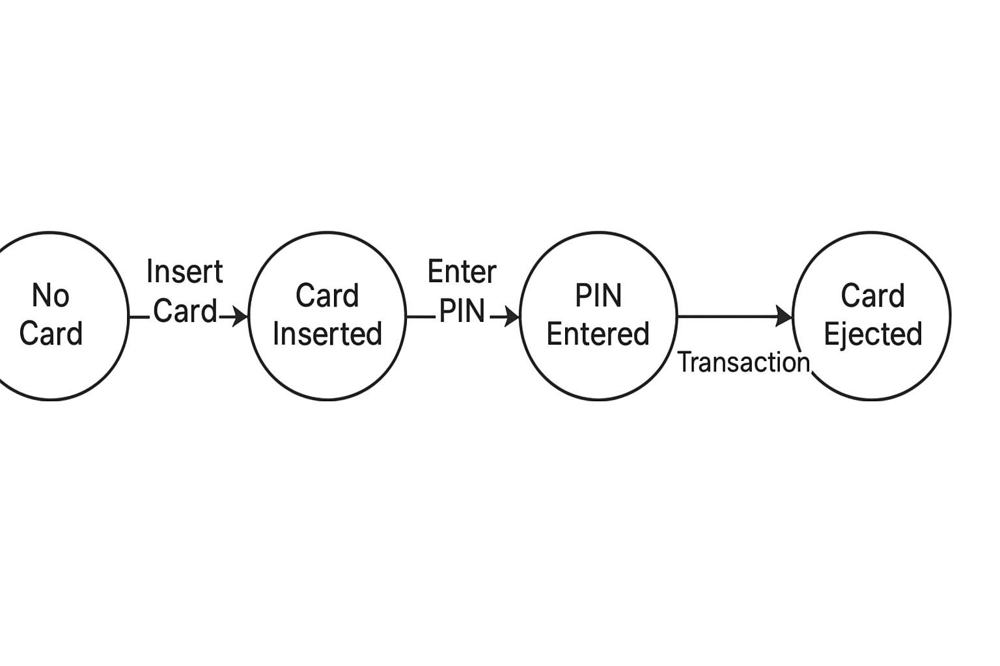 No
Card
Insert
Card
Card
Inserted
Enter
PIN
PIN
Entered
Transaction
Card
Ejected